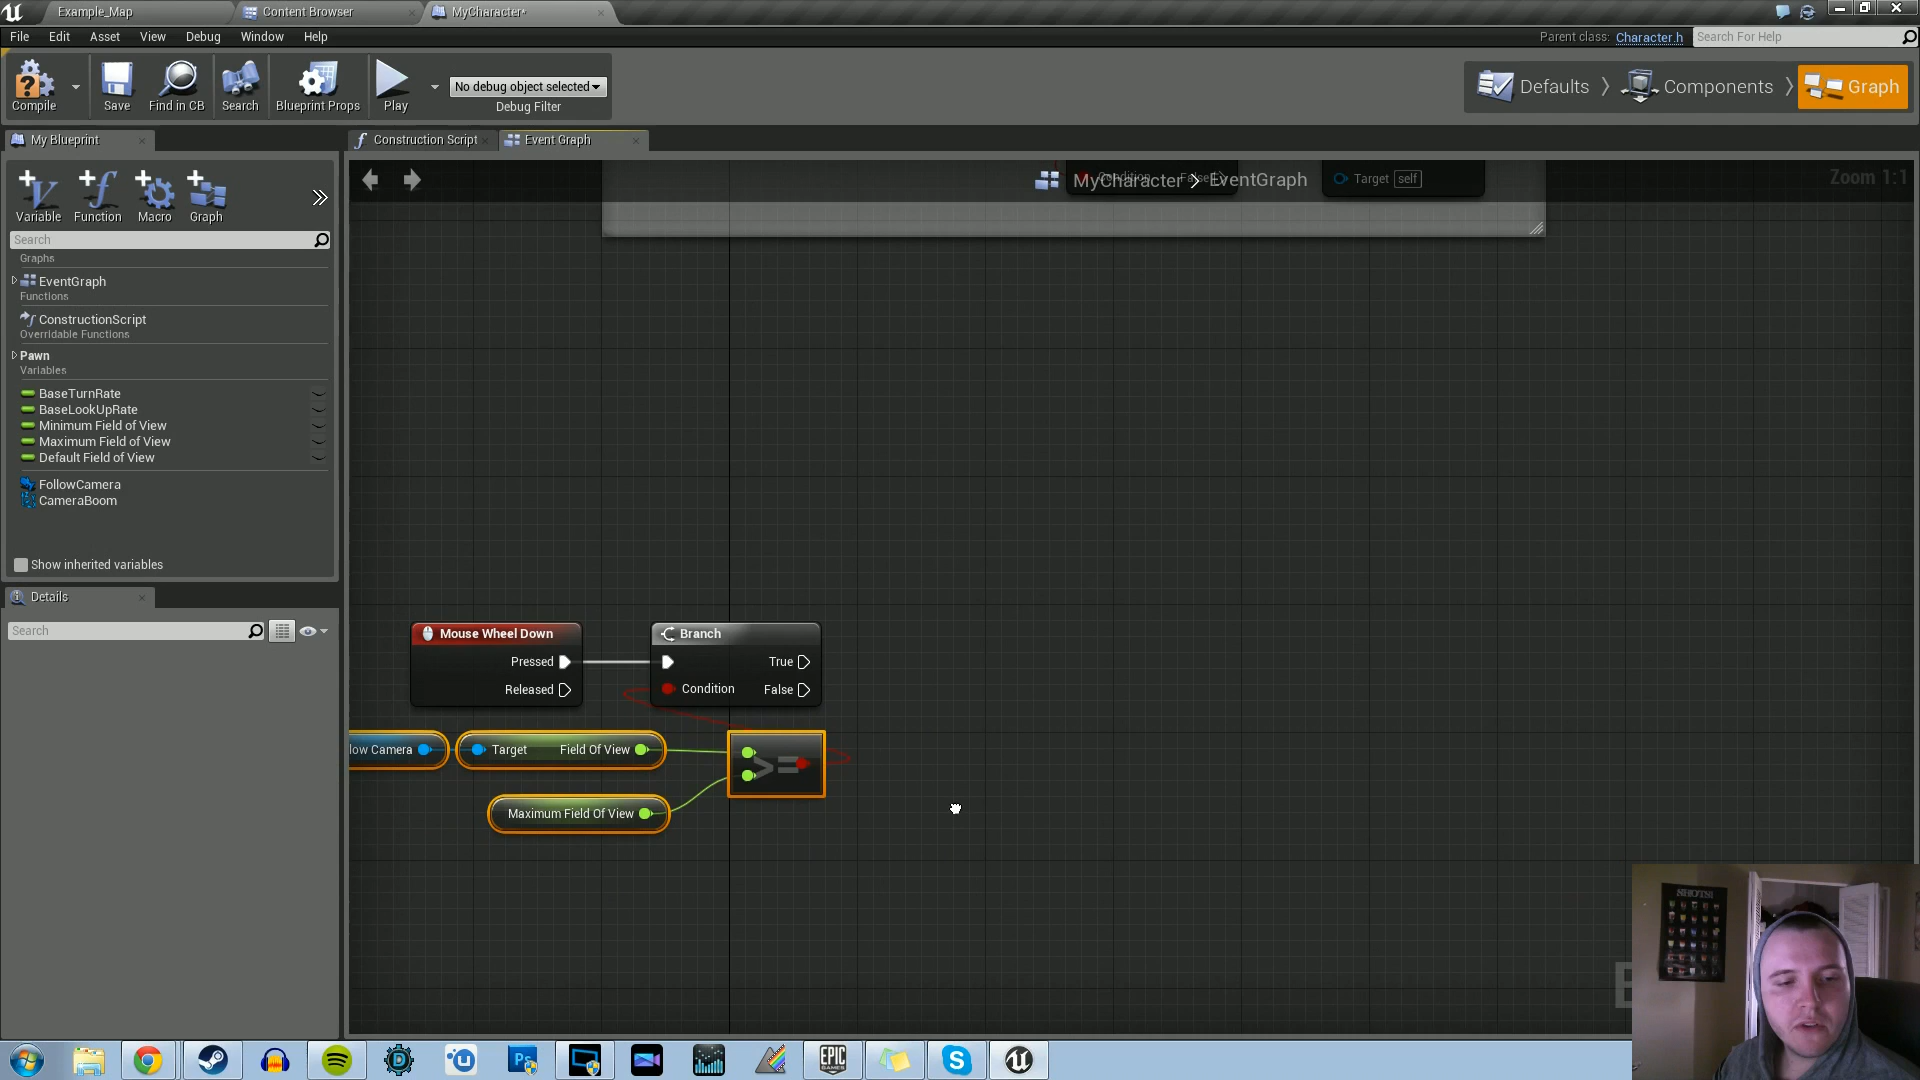 Example_Map
Content Browser
MyCharacter*
File Edit Asset View Debug Window Help
Parent class: Character.h
Search For Help
Compile
Save
Find in CB
Search
Blueprint Props
Play
No debug object selected
Debug Filter
Defaults
Components
Graph
My Blueprint
Construction Script
Event Graph
Variable
Function
Macro
Graph
Search
Graphs
EventGraph
Functions
ConstructionScript
Overridable Functions
Pawn
Variables
BaseTurnRate
BaseLookUpRate
Minimum Field of View
Maximum Field of View
Default Field of View
FollowCamera
CameraBoom
Show inherited variables
Details
Search
MyCharacter > EventGraph
Condition
Target self
Zoom 1:1
Mouse Wheel Down
Pressed
Released
Branch
True
Condition
False
low Camera
Target
Field Of View
>=
Maximum Field Of View
SHOTS!
Ps
EPIC
GAMES